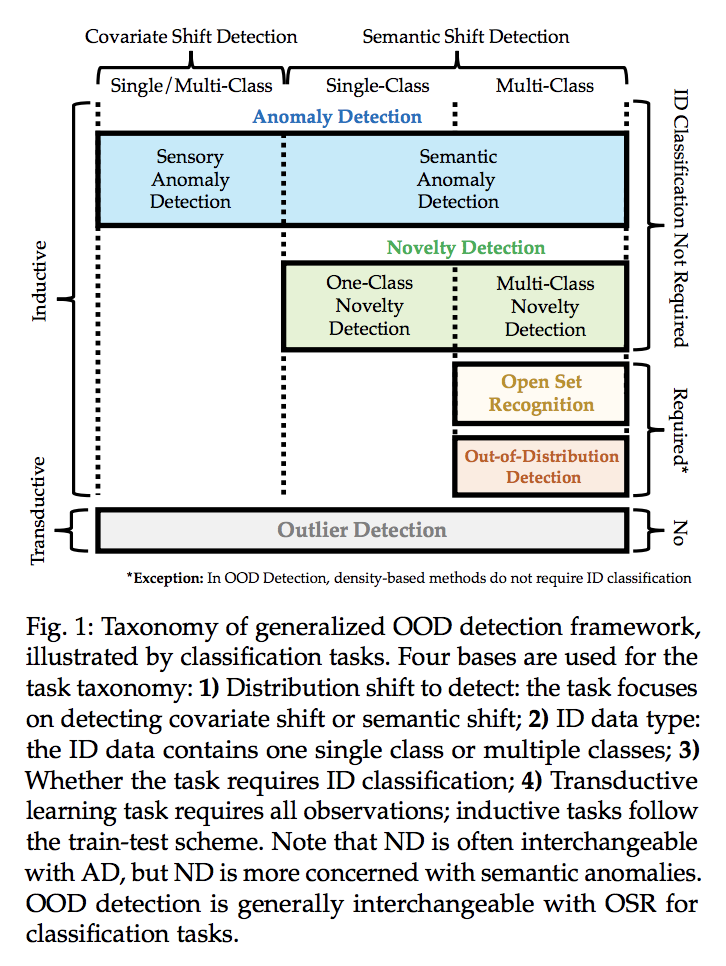 Covariate Shift Detection
Semantic Shift Detection
Single/Multi-Class
Single-Class
Multi-Class
Anomaly Detection
Sensory
Anomaly
Detection
Semantic
Anomaly
Detection
Novelty Detection
One-Class
Novelty
Detection
Multi-Class
Novelty
Detection
Open Set
Recognition
Out-of-Distribution
Detection
Outlier Detection
Inductive
Transductive
ID Classification Not Required
Required*
No
*Exception: In OOD Detection, density-based methods do not require ID classification
Fig. 1: Taxonomy of generalized OOD detection framework,
illustrated by classification tasks. Four bases are used for the
task taxonomy: 1) Distribution shift to detect: the task focuses
on detecting covariate shift or semantic shift; 2) ID data type:
the ID data contains one single class or multiple classes; 3)
Whether the task requires ID classification; 4) Transductive
learning task requires all observations; inductive tasks follow
the train-test scheme. Note that ND is often interchangeable
with AD, but ND is more concerned with semantic anomalies.
OOD detection is generally interchangeable with OSR for
classification tasks.